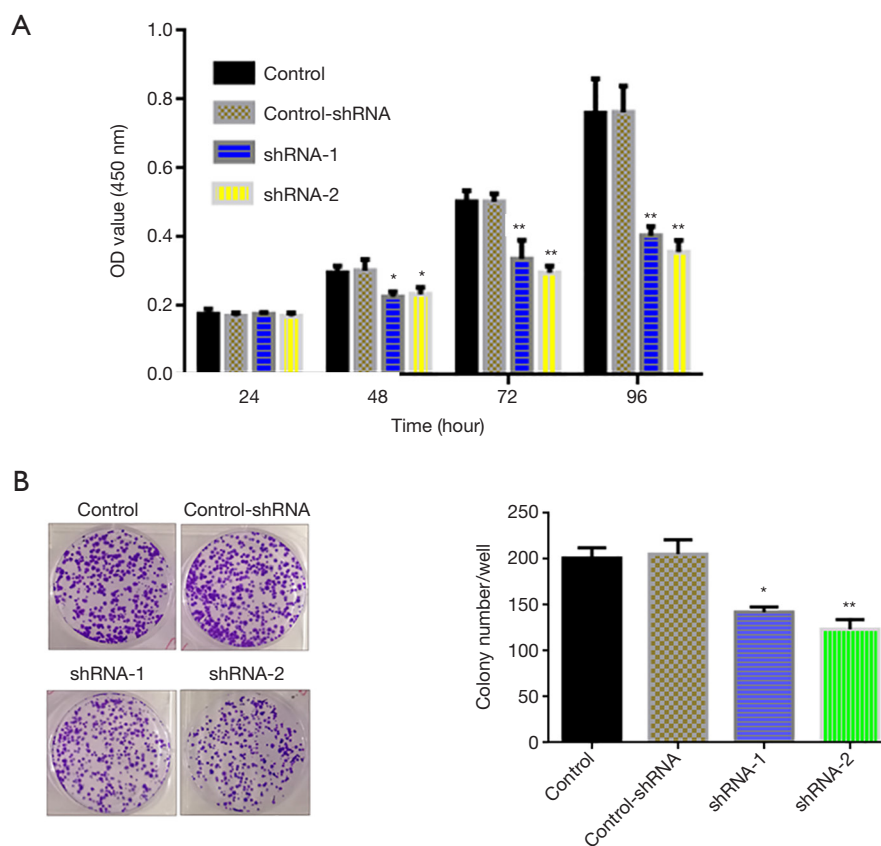 A
OD value (450 nm)
1.0
0.8
0.6
0.4
0.2
0.0
Control
Control-shRNA
shRNA-1
shRNA-2
* *
** **
** **
24 48 72 96
Time (hour)
B
Control Control-shRNA
shRNA-1 shRNA-2
Colony number/well
250
200
150
100
50
0
* **
Control Control-shRNA shRNA-1 shRNA-2